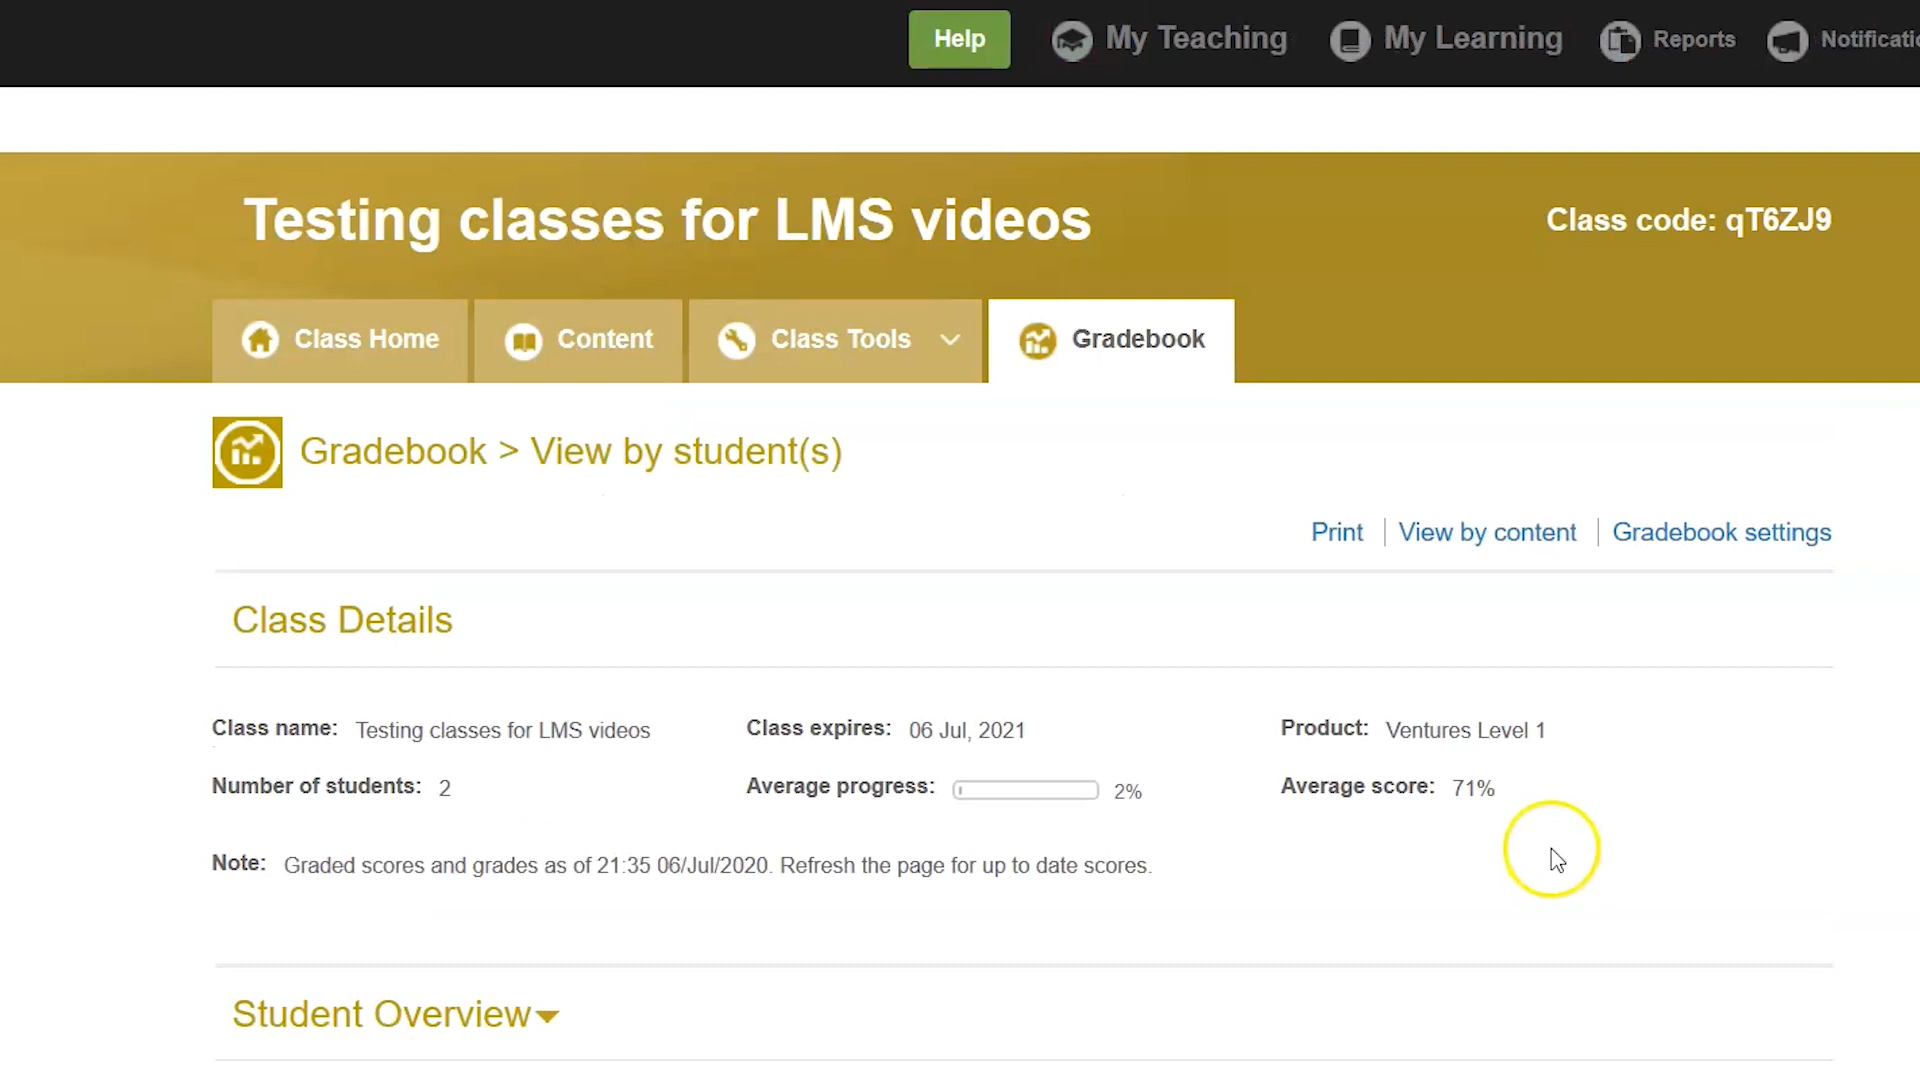 Help My Teaching My Learning Reports
Testing classes for LMS videos
Class code: qT6ZJ9
Class Home Content Class Tools Gradebook
Gradebook > View by student(s)
Print View by content Gradebook settings
Class Details
Class name: Testing classes for LMS videos Class expires: 06 Jul, 2021 Product: Ventures Level 1
Number of students: 2 Average progress: 2% Average score: 71%
Note: Graded scores and grades as of 21:35 06/Jul/2020. Refresh the page for up to date scores.
Student Overview